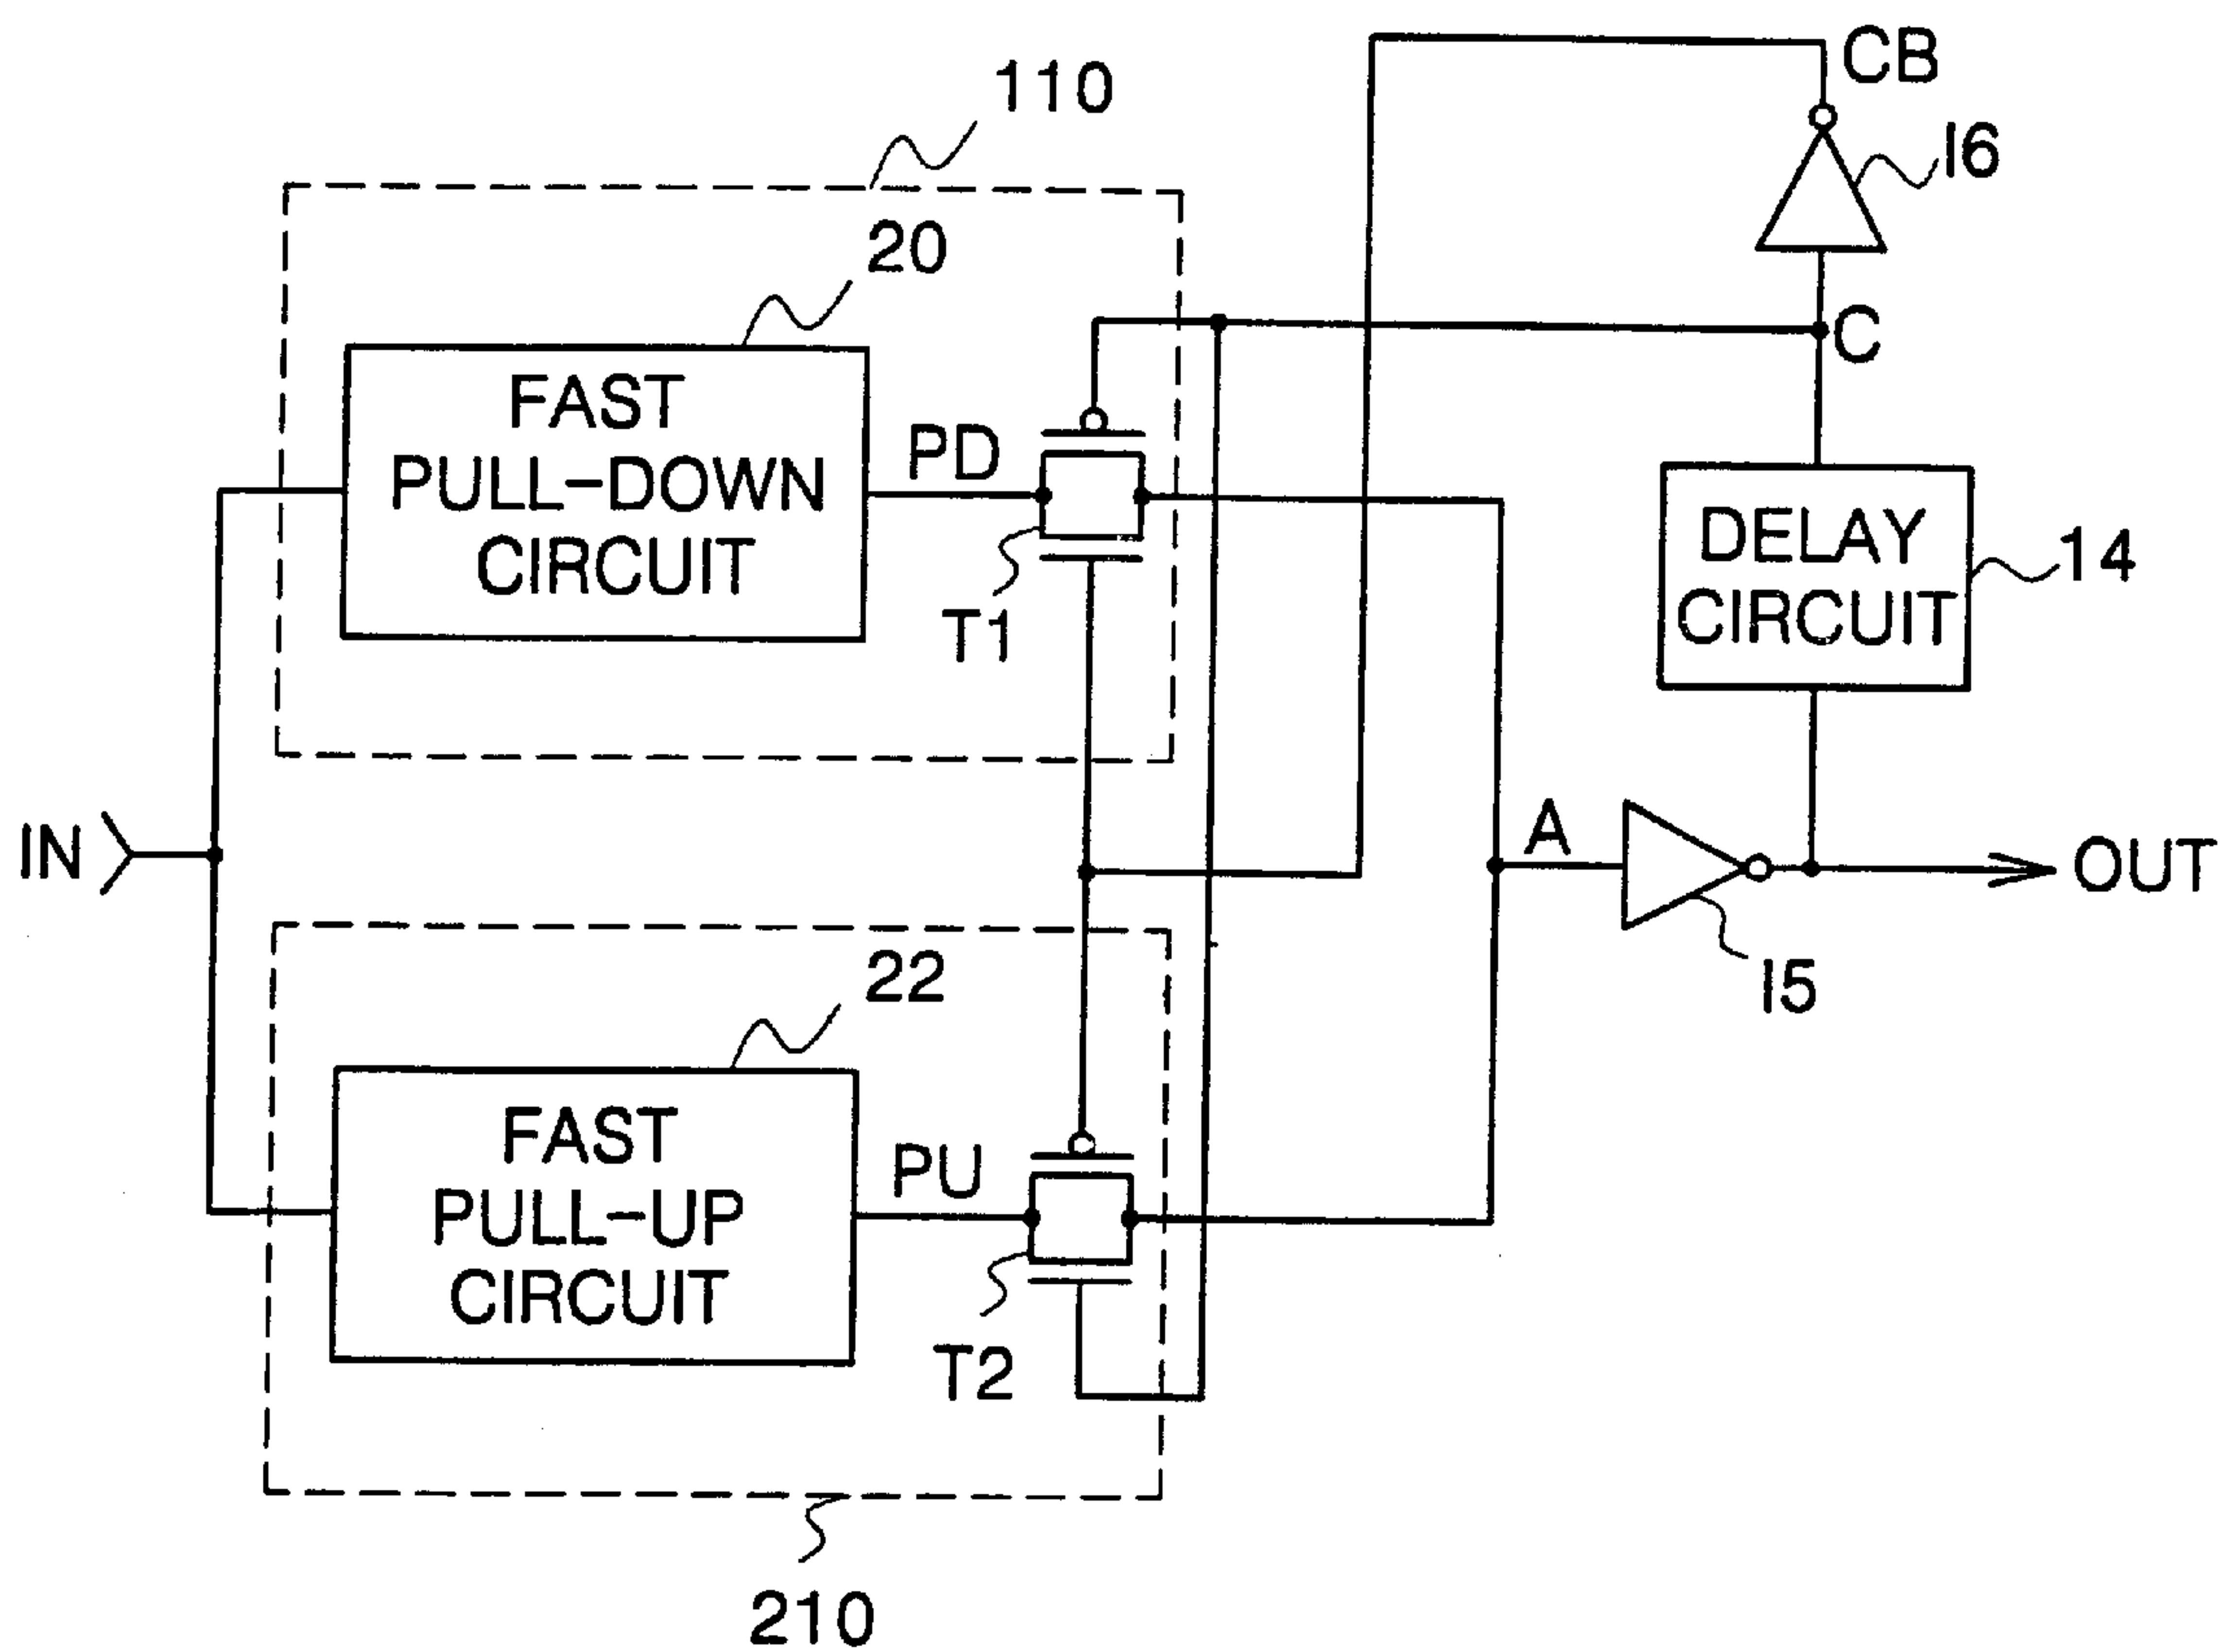 CB
110
I6
20
C
FAST
PULL-DOWN
CIRCUIT
PD
T1
DELAY
CIRCUIT
14
IN
A
OUT
I5
22
FAST
PULL-UP
CIRCUIT
PU
T2
210